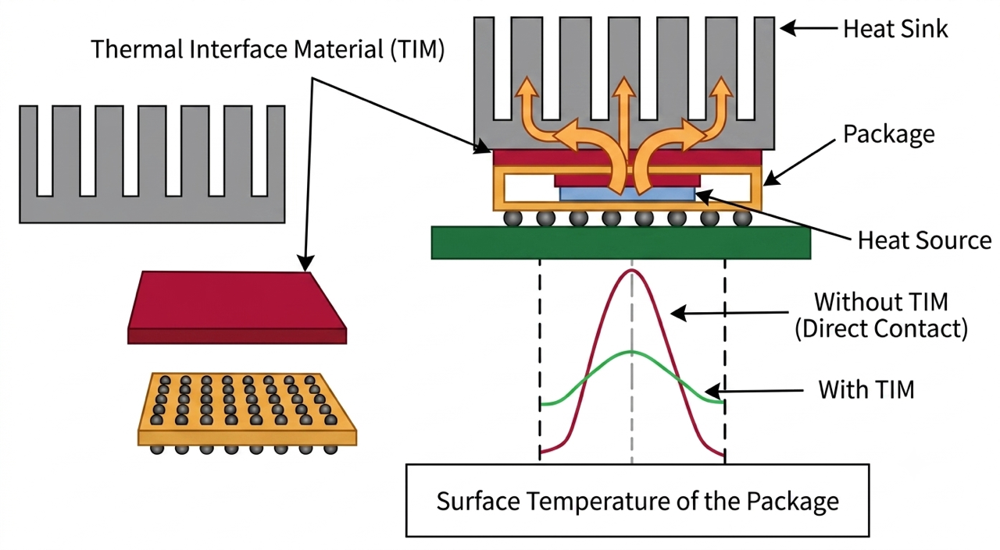 Thermal Interface Material (TIM)
Heat Sink
Package
Heat Source
Without TIM
(Direct Contact)
With TIM
Surface Temperature of the Package